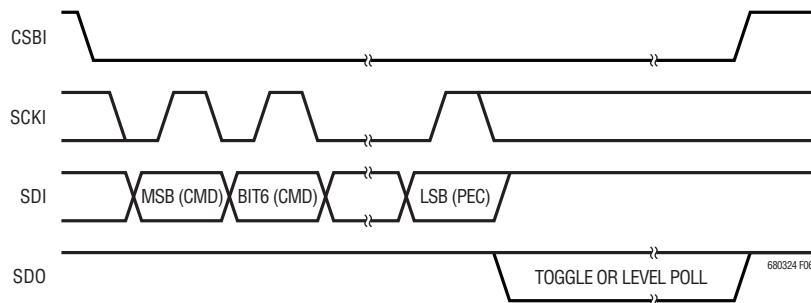 CSBI
SCKI
SDI
MSB (CMD) BIT6 (CMD) LSB (PEC)
SDO
TOGGLE OR LEVEL POLL
680324 F06